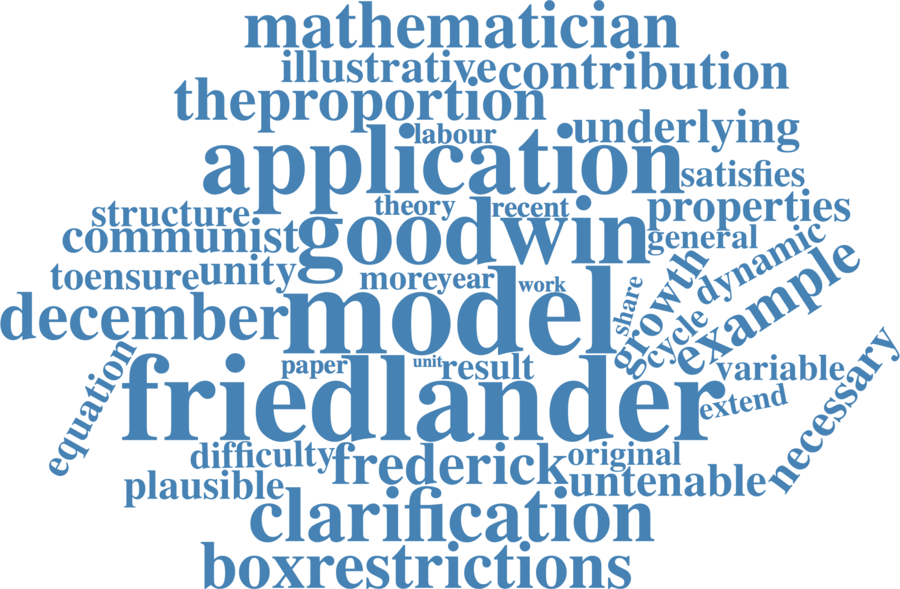 mathematician
illustrative contribution
theproportion
labour underlying
application satisfies
structure theory recent properties
communist goodwin general dynamic
toensure unity moreyear work growth example
december model share cycle
equation paper unit result variable necessary
friedlander extend
difficulty frederick original
plausible untenable
clarification
boxrestrictions